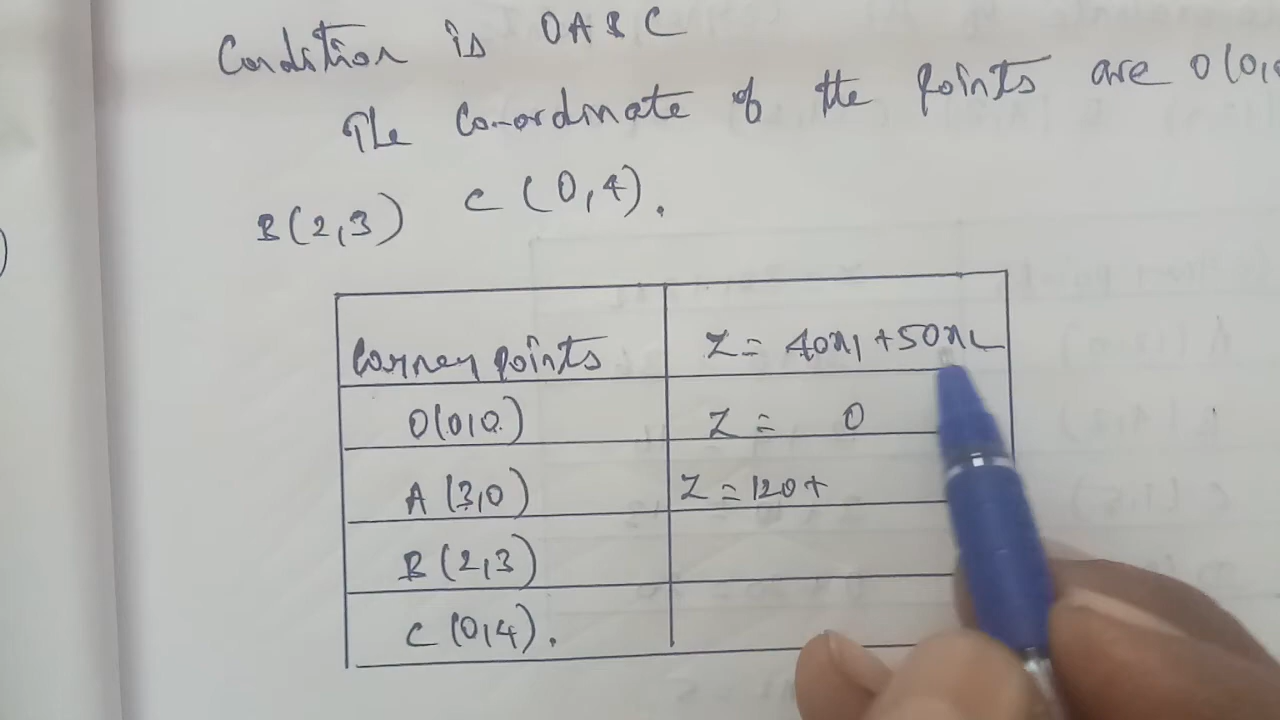 Condition is OABC
The co-ordinate of the points are O(0,
B(2,3) C(0,4).
Corner points Z = 40x1 + 50x2
O(0,0) Z = 0
A(3,0) Z = 120+
B(2,3)
C(0,4).
)